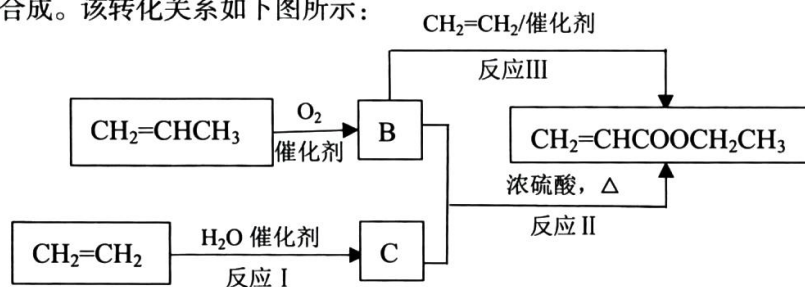 合成。该转化关系如下图所示：
CH₂=CH₂/催化剂
反应III
CH₂=CHCH₃
O₂
催化剂
B
CH₂=CHCOOCH₂CH₃
浓硫酸，△
反应Ⅱ
CH₂=CH₂
H₂O 催化剂
反应Ⅰ
C